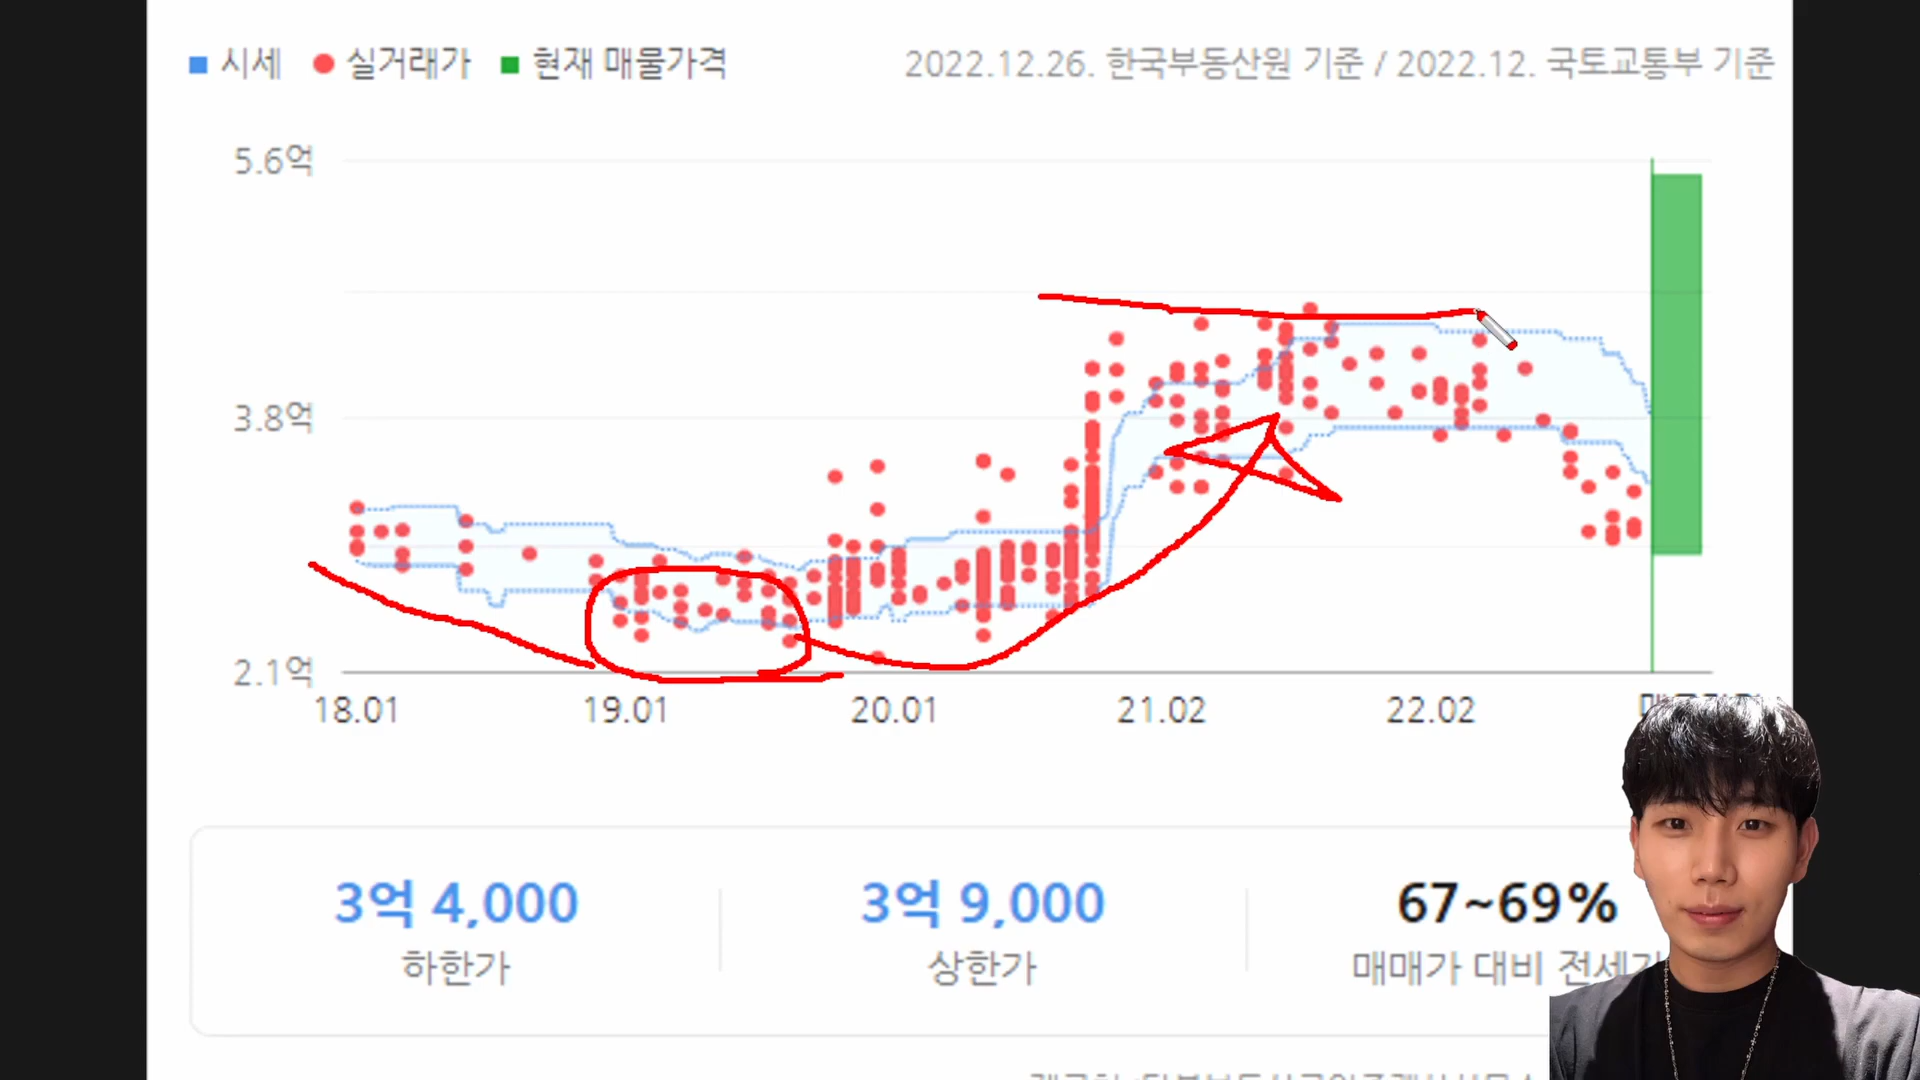 시세 실거래가 현재 매물가격 2022.12.26. 한국부동산원 기준 / 2022.12. 국토교통부 기준
5.6억
3.8억
2.1억
18.01 19.01 20.01 21.02 22.02
3억 4,000 3억 9,000 67~69%
하한가 상한가 매매가 대비